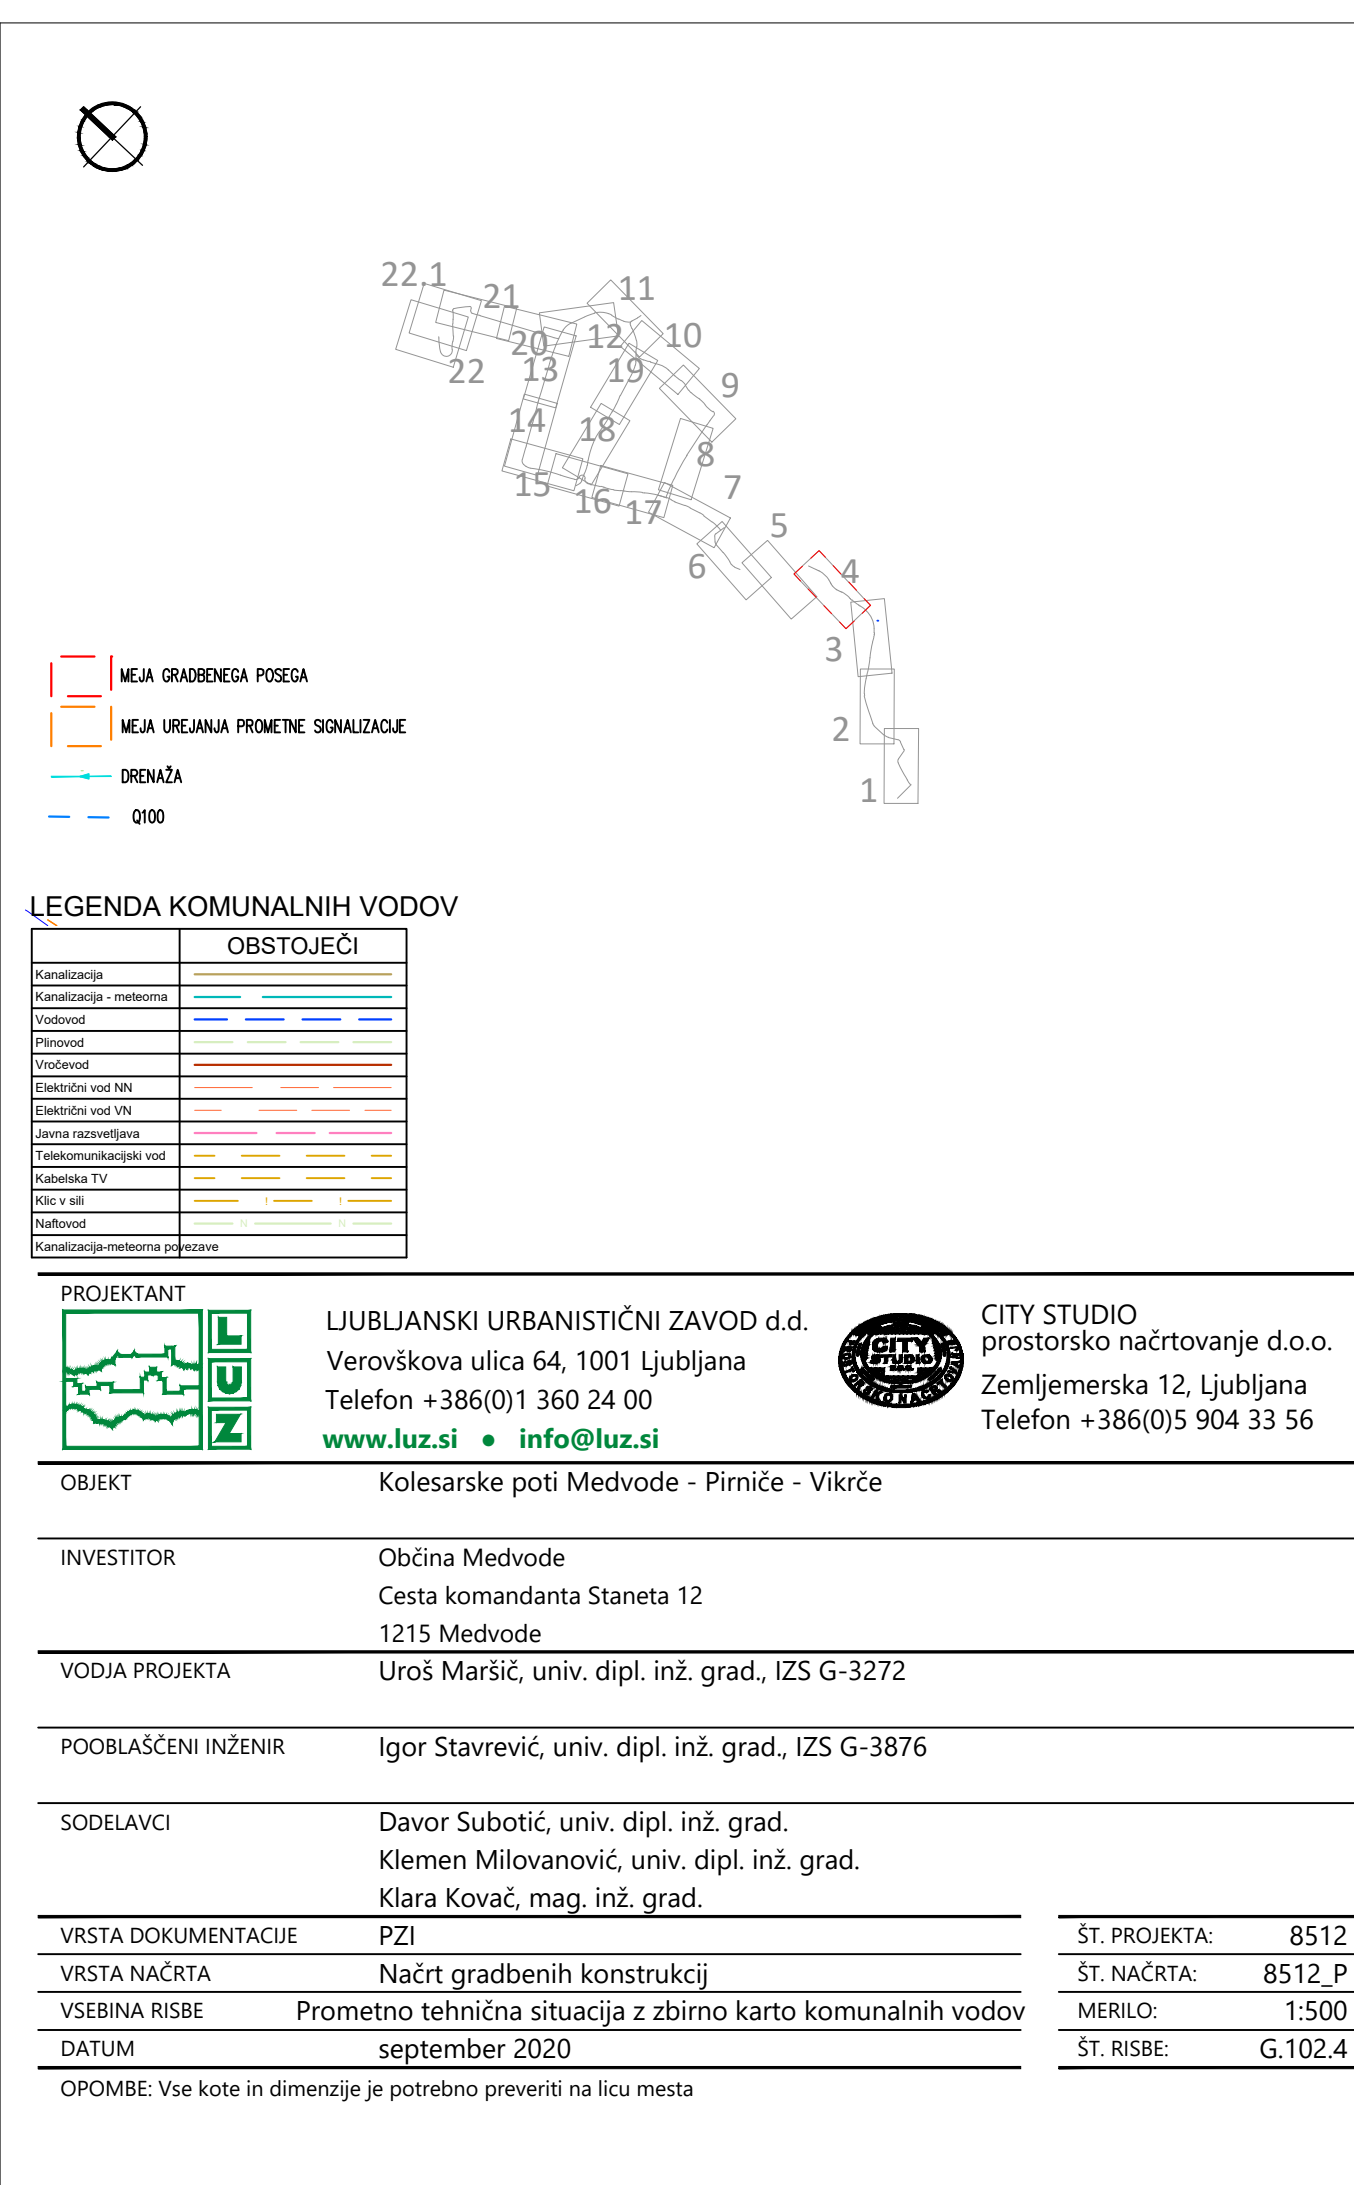 22.1
21
11
12
10
20
22
13
19
9
14
18
8
15
16
17
7
5
6
4
3
2
1
MEJA GRADBENEGA POSEGA
MEJA UREJANJA PROMETNE SIGNALIZACIJE
DRENAŽA
Q100
LEGENDA KOMUNALNIH VODOV
OBSTOJEČI
Kanalizacija
Kanalizacija - meteorna
Vodovod
Plinovod
Vročevod
Električni vod NN
Električni vod VN
Javna razsvetljava
Telekomunikacijski vod
Kabelska TV
Klic v sili ! !
Naftovod N N
Kanalizacija-meteorna povezave
PROJEKTANT
LUZ
LJUBLJANSKI URBANISTIČNI ZAVOD d.d.
Verovškova ulica 64, 1001 Ljubljana
Telefon +386(0)1 360 24 00
www.luz.si ● info@luz.si
CITY
STUDIO
CITY STUDIO
prostorsko načrtovanje d.o.o.
Zemljemerska 12, Ljubljana
Telefon +386(0)5 904 33 56
OBJEKT Kolesarske poti Medvode - Pirniče - Vikrče
INVESTITOR Občina Medvode
Cesta komandanta Staneta 12
1215 Medvode
VODJA PROJEKTA Uroš Maršič, univ. dipl. inž. grad., IZS G-3272
POOBLAŠČENI INŽENIR Igor Stavrević, univ. dipl. inž. grad., IZS G-3876
SODELAVCI Davor Subotić, univ. dipl. inž. grad.
Klemen Milovanović, univ. dipl. inž. grad.
Klara Kovač, mag. inž. grad.
VRSTA DOKUMENTACIJE PZI ŠT. PROJEKTA: 8512
VRSTA NAČRTA Načrt gradbenih konstrukcij ŠT. NAČRTA: 8512_P
VSEBINA RISBE Prometno tehnična situacija z zbirno karto komunalnih vodov MERILO: 1:500
DATUM september 2020 ŠT. RISBE: G.102.4
OPOMBE: Vse kote in dimenzije je potrebno preveriti na licu mesta